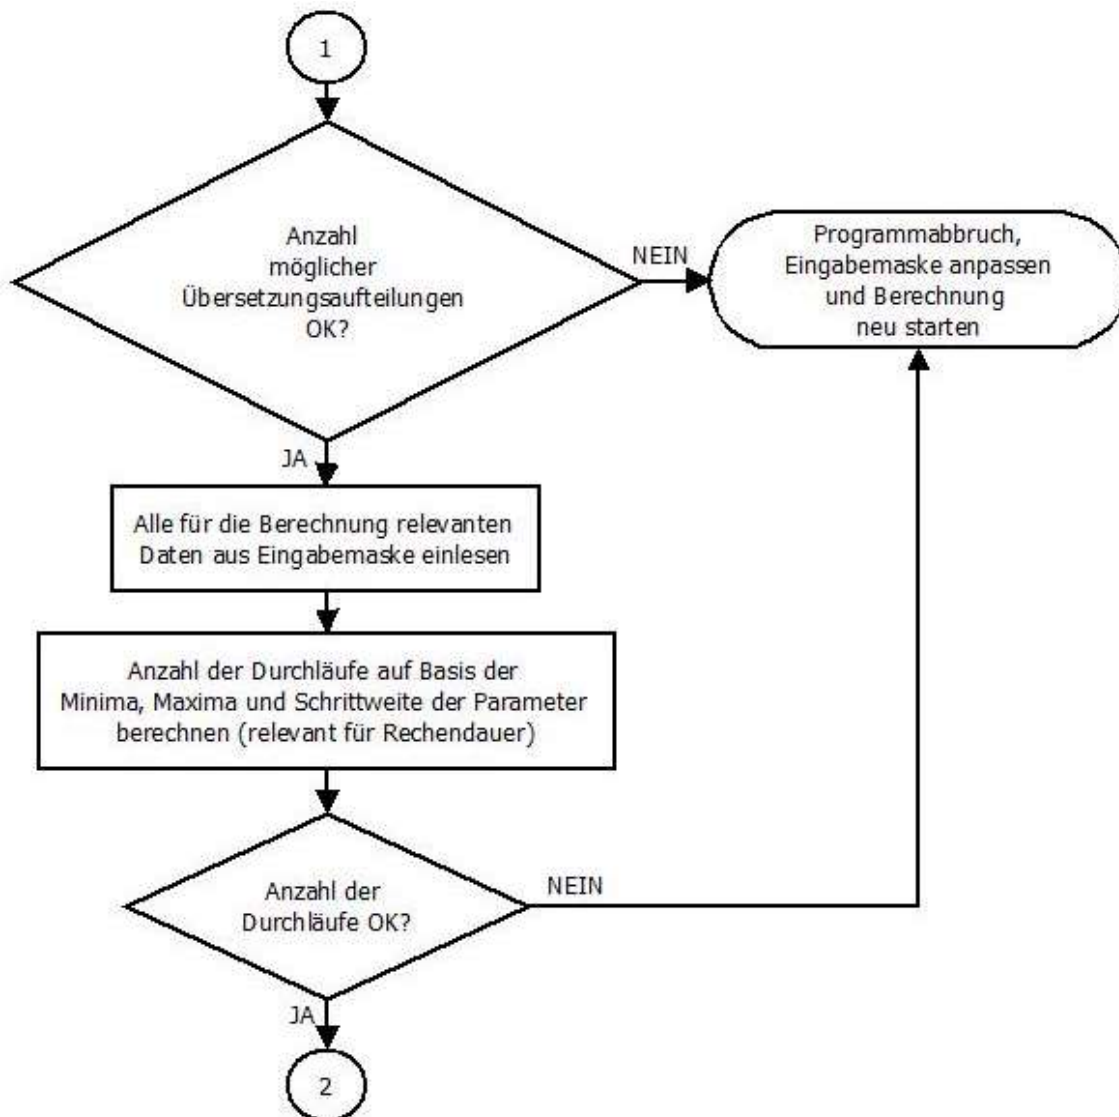 1
Anzahl
möglicher
Übersetzungsaufteilungen
OK?
NEIN
Programmabbruch,
Eingabemaske anpassen
und Berechnung
neu starten
JA
Alle für die Berechnung relevanten
Daten aus Eingabemaske einlesen
Anzahl der Durchläufe auf Basis der
Minima, Maxima und Schrittweite der Parameter
berechnen (relevant für Rechendauer)
Anzahl der
Durchläufe OK?
NEIN
JA
2